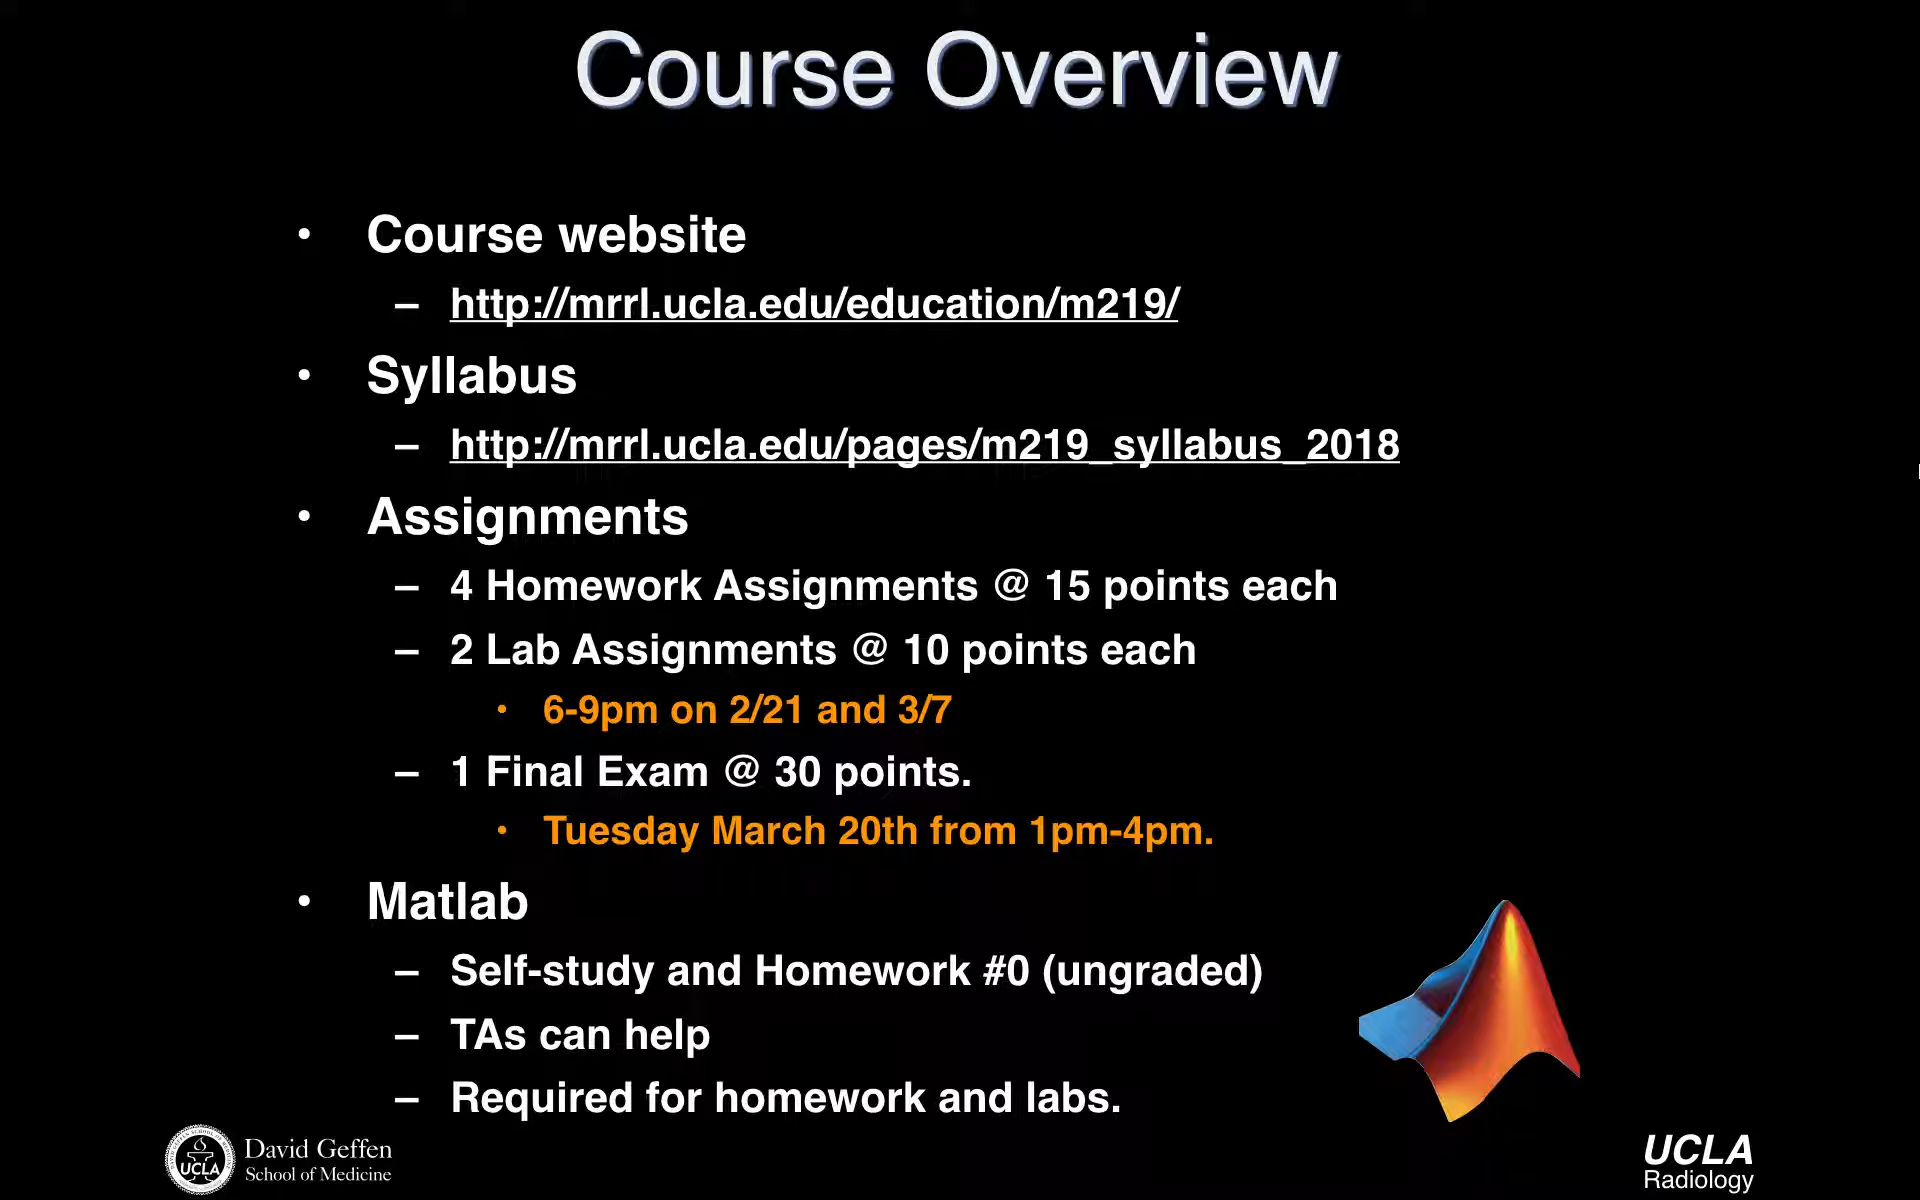 Course Overview
• Course website
– http://mrrl.ucla.edu/education/m219/
• Syllabus
– http://mrrl.ucla.edu/pages/m219_syllabus_2018
• Assignments
– 4 Homework Assignments @ 15 points each
– 2 Lab Assignments @ 10 points each
• 6-9pm on 2/21 and 3/7
– 1 Final Exam @ 30 points.
• Tuesday March 20th from 1pm-4pm.
• Matlab
– Self-study and Homework #0 (ungraded)
– TAs can help
– Required for homework and labs.
UCLA
David Geffen
School of Medicine
UCLA
Radiology